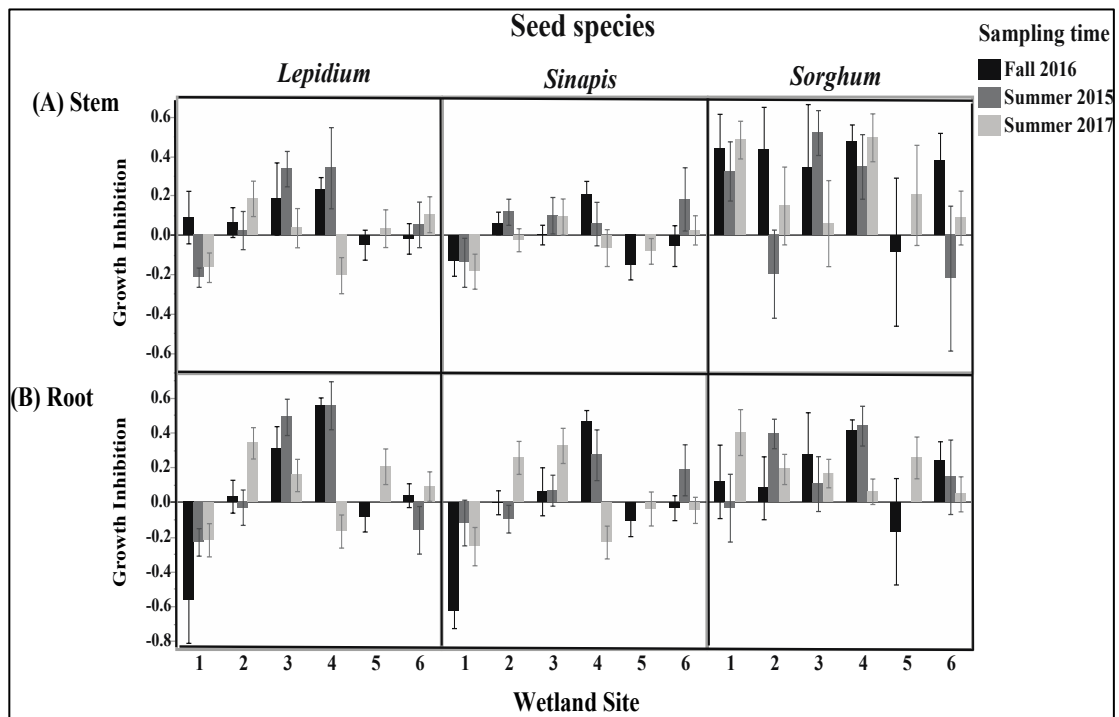 Seed species
Sampling time
Fall 2016
Summer 2015
Summer 2017
Lepidium Sinapis Sorghum
(A) Stem
Growth Inhibition
0.6
0.4
0.2
0.0
-0.2
-0.4
-0.6
(B) Root
Growth Inhibition
0.6
0.4
0.2
0.0
-0.2
-0.4
-0.6
-0.8
1 2 3 4 5 6 1 2 3 4 5 6 1 2 3 4 5 6
Wetland Site